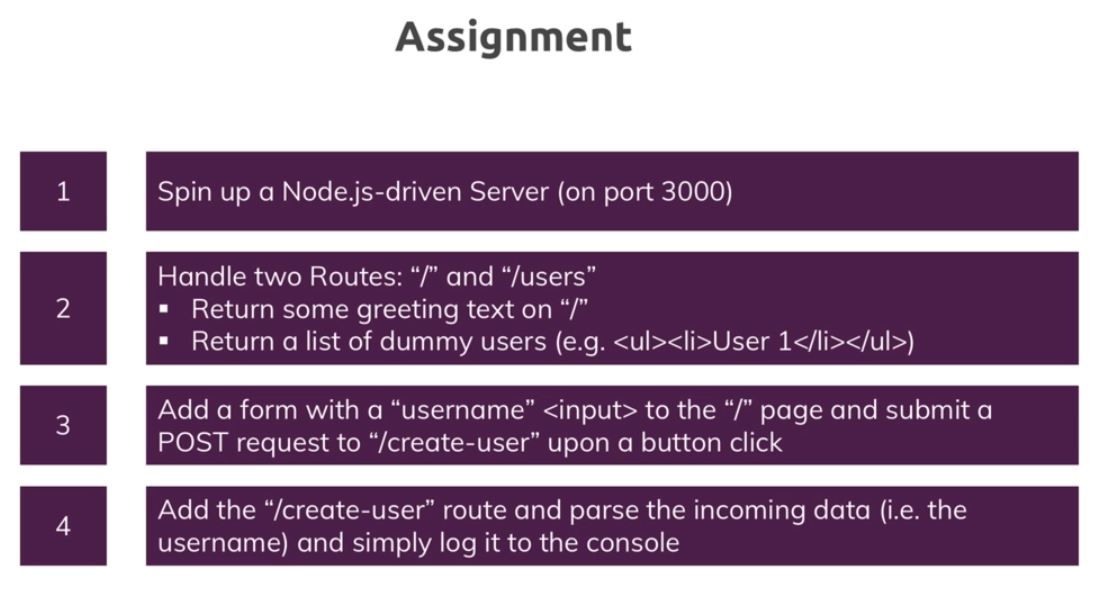 Assignment
1
Spin up a Node.js-driven Server (on port 3000)
2
Handle two Routes: “/” and “/users”
▪ Return some greeting text on “/”
▪ Return a list of dummy users (e.g. <ul><li>User 1</li></ul>)
3
Add a form with a “username” <input> to the “/” page and submit a
POST request to “/create-user” upon a button click
4
Add the “/create-user” route and parse the incoming data (i.e. the
username) and simply log it to the console